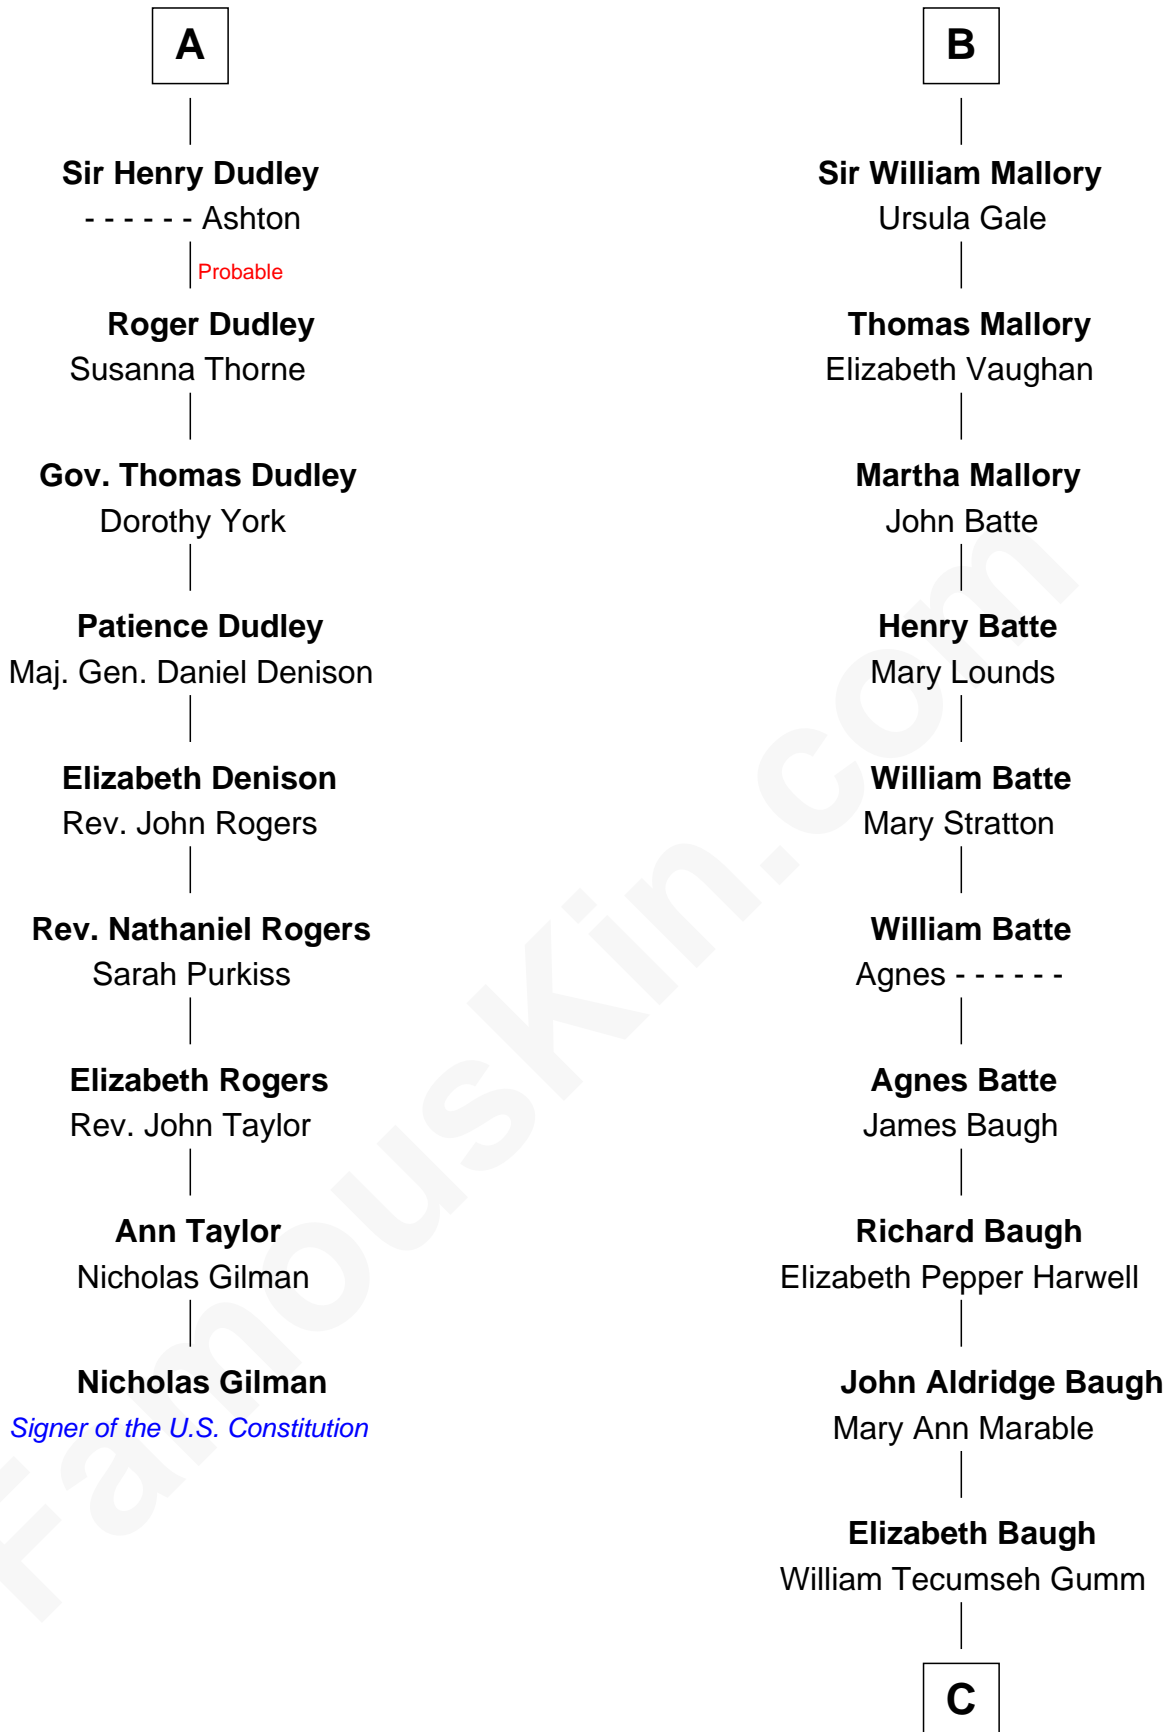 A
Sir Henry Dudley
- - - - - - Ashton
Probable
Roger Dudley
Susanna Thorne
Gov. Thomas Dudley
Dorothy York
Patience Dudley
Maj. Gen. Daniel Denison
Elizabeth Denison
Rev. John Rogers
Rev. Nathaniel Rogers
Sarah Purkiss
Elizabeth Rogers
Rev. John Taylor
Ann Taylor
Nicholas Gilman
Nicholas Gilman
Signer of the U.S. Constitution
B
Sir William Mallory
Ursula Gale
Thomas Mallory
Elizabeth Vaughan
Martha Mallory
John Batte
Henry Batte
Mary Lounds
William Batte
Mary Stratton
William Batte
Agnes - - - - - -
Agnes Batte
James Baugh
Richard Baugh
Elizabeth Pepper Harwell
John Aldridge Baugh
Mary Ann Marable
Elizabeth Baugh
William Tecumseh Gumm
C
FamousKin.com